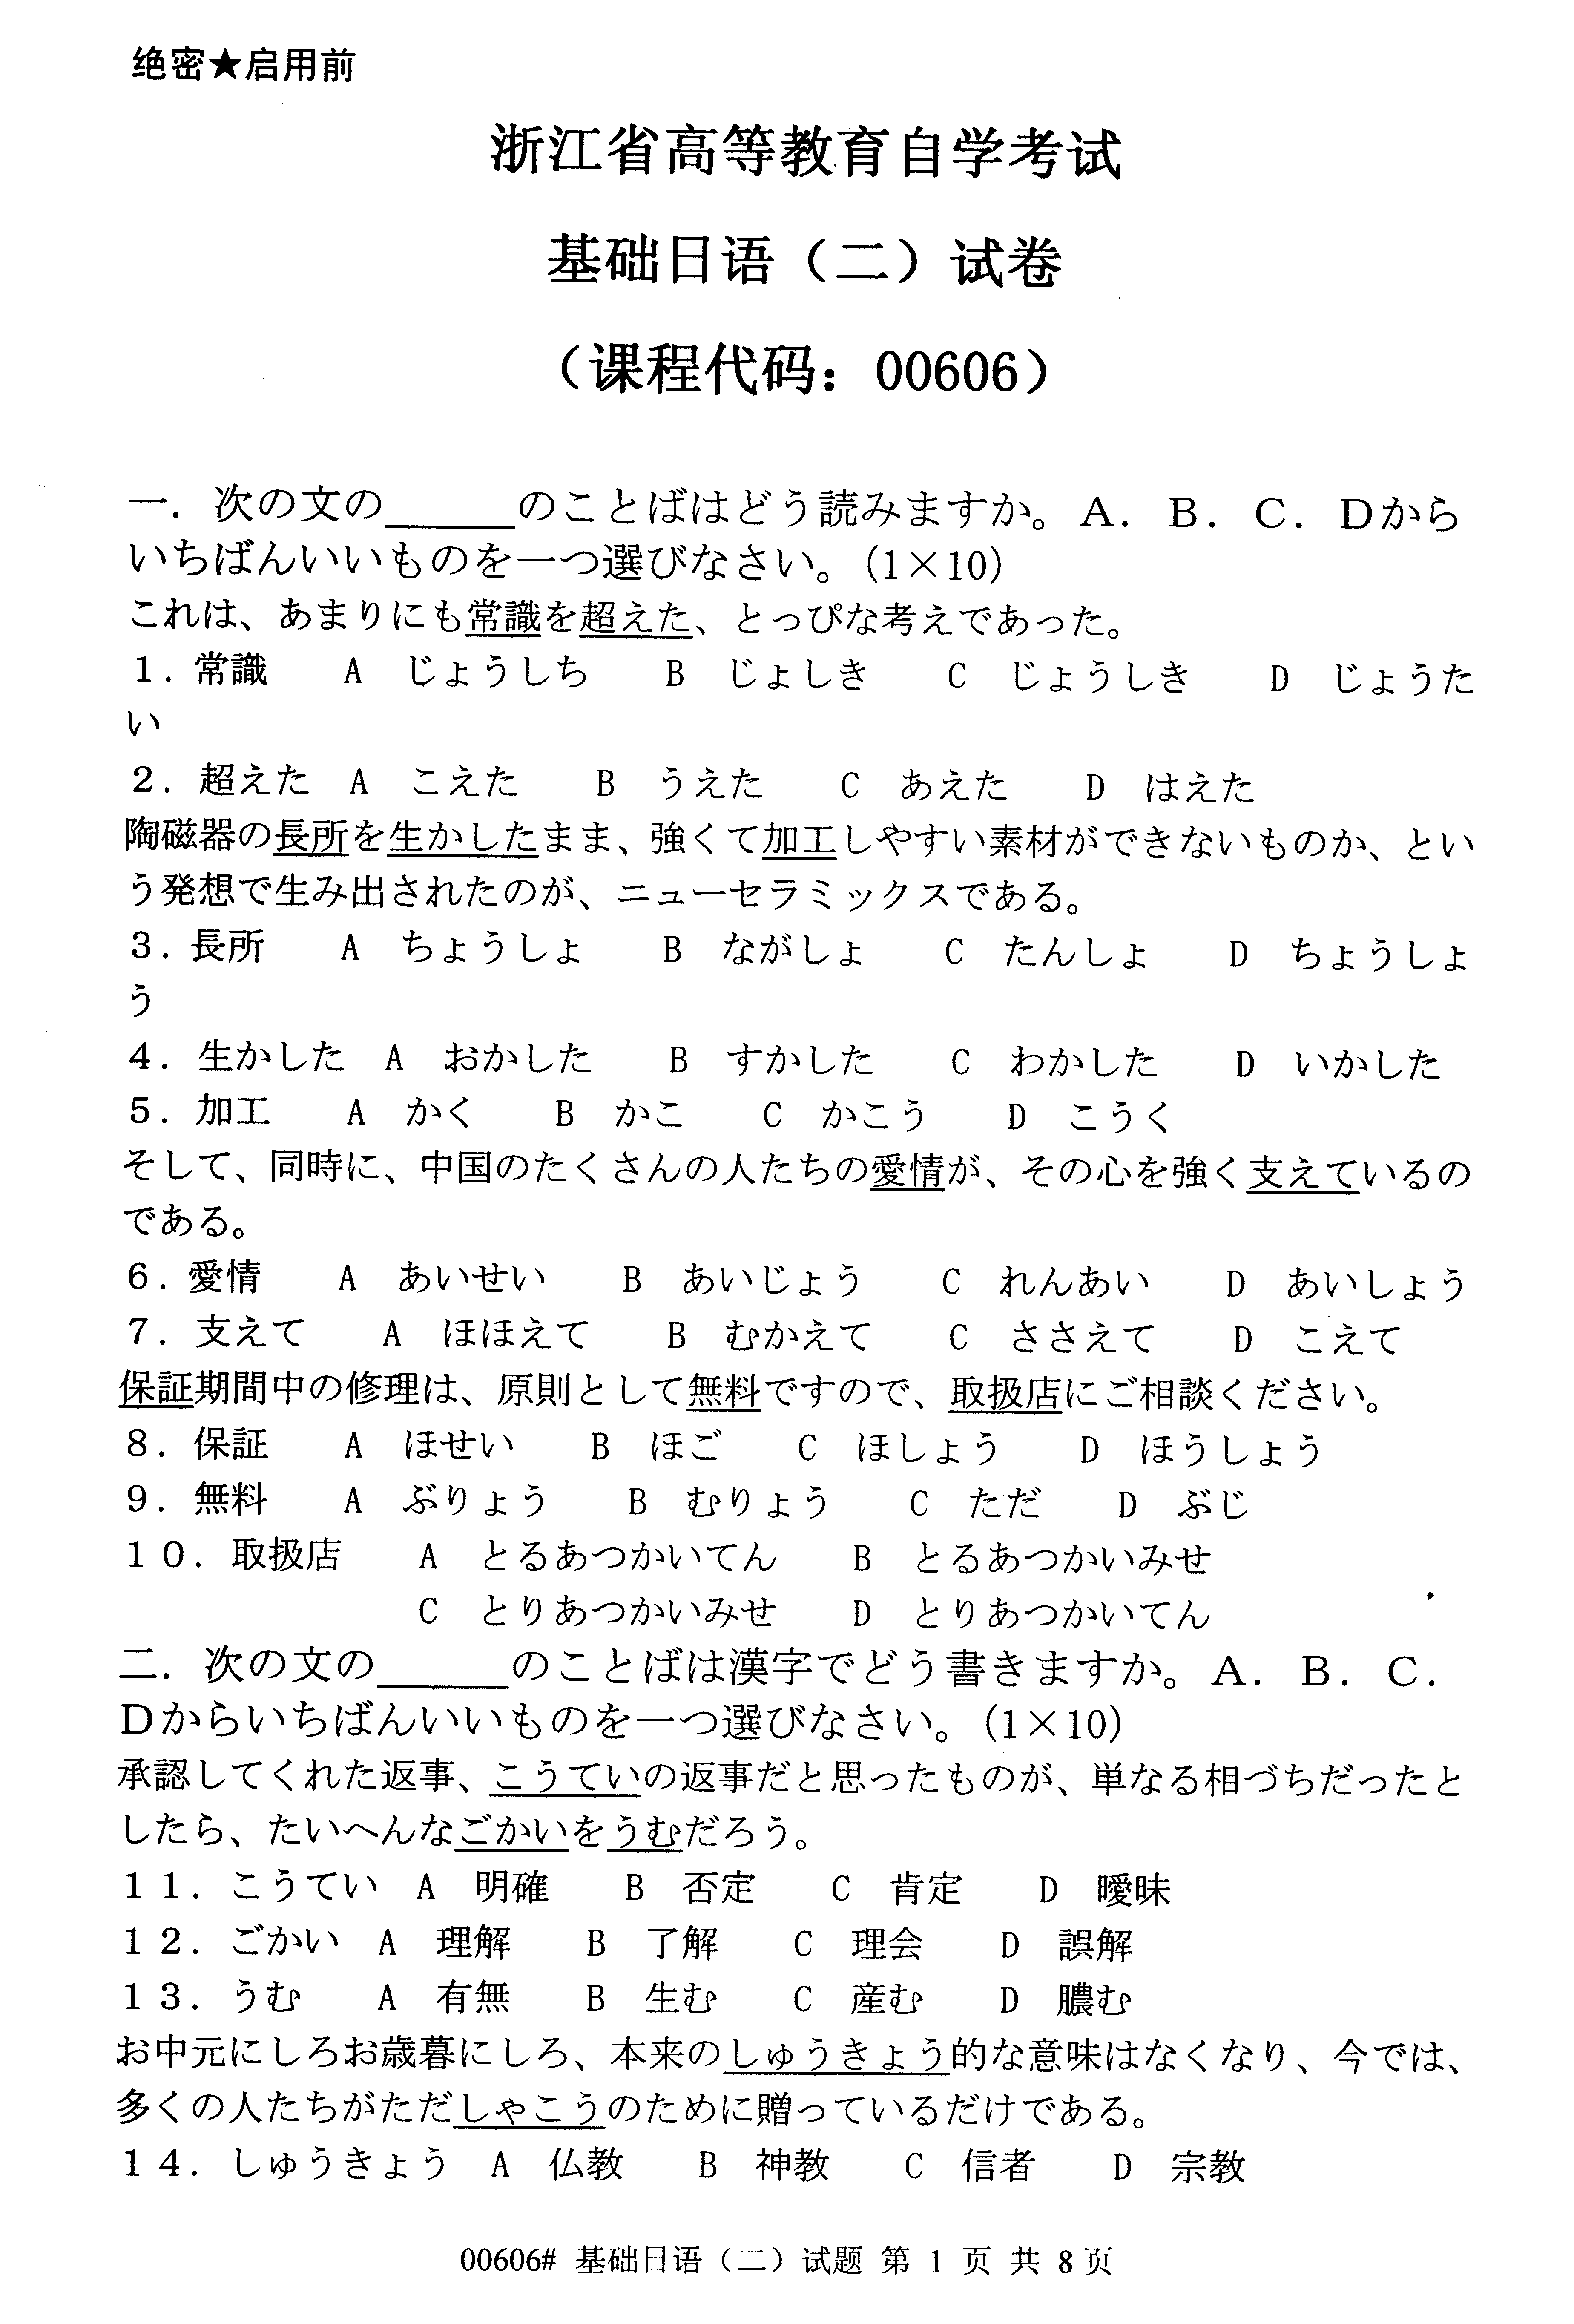 绝密★启用前
浙江省高等教育自学考试
基础日语（二）试卷
（课程代码：00606）
一．次の文の______のことばはどう読みますか。Ａ．Ｂ．Ｃ．Ｄから
いちばんいいものを一つ選びなさい。(1×10)
これは、あまりにも常識を超えた、とっぴな考えであった。
１. 常識　　A　じょうしち　　B　じょしき　　C　じょうしき　　D　じょうた
い
２. 超えた　A　こえた　　B　うえた　　C　あえた　　D　はえた
陶磁器の長所を生かしたまま、強くて加工しやすい素材ができないものか、とい
う発想で生み出されたのが、ニューセラミックスである。
３. 長所　　A　ちょうしょ　　B　ながしょ　　C　たんしょ　　D　ちょうしょ
う
４. 生かした　A　おかした　　B　すかした　　C　わかした　　D　いかした
５. 加工　　A　かく　　B　かこ　　C　かこう　　D　こうく
そして、同時に、中国のたくさんの人たちの愛情が、その心を強く支えているの
である。
６. 愛情　　A　あいせい　　B　あいじょう　　C　れんあい　　D　あいしょう
７. 支えて　　A　ほほえて　　B　むかえて　　C　ささえて　　D　こえて
保証期間中の修理は、原則として無料ですので、取扱店にご相談ください。
８. 保証　　A　ほせい　　B　ほご　　C　ほしょう　　D　ほうしょう
９. 無料　　A　ぶりょう　　B　むりょう　　C　ただ　　D　ぶじ
１０. 取扱店　　A　とるあつかいてん　　B　とるあつかいみせ
C　とりあつかいみせ　　D　とりあつかいてん
二．次の文の______のことばは漢字でどう書きますか。Ａ．Ｂ．Ｃ．
Ｄからいちばんいいものを一つ選びなさい。(1×10)
承認してくれた返事、こうていの返事だと思ったものが、単なる相づちだったと
したら、たいへんなごかいをうむだろう。
１１. こうてい　A　明確　　B　否定　　C　肯定　　D　曖昧
１２. ごかい　A　理解　　B　了解　　C　理会　　D　誤解
１３. うむ　　A　有無　　B　生む　　C　産む　　D　膿む
お中元にしろお歳暮にしろ、本来のしゅうきょう的な意味はなくなり、今では、
多くの人たちがただしゃこうのために贈っているだけである。
１４. しゅうきょう　A　仏教　　B　神教　　C　信者　　D　宗教
00606# 基础日语（二）试题 第 1 页 共 8 页